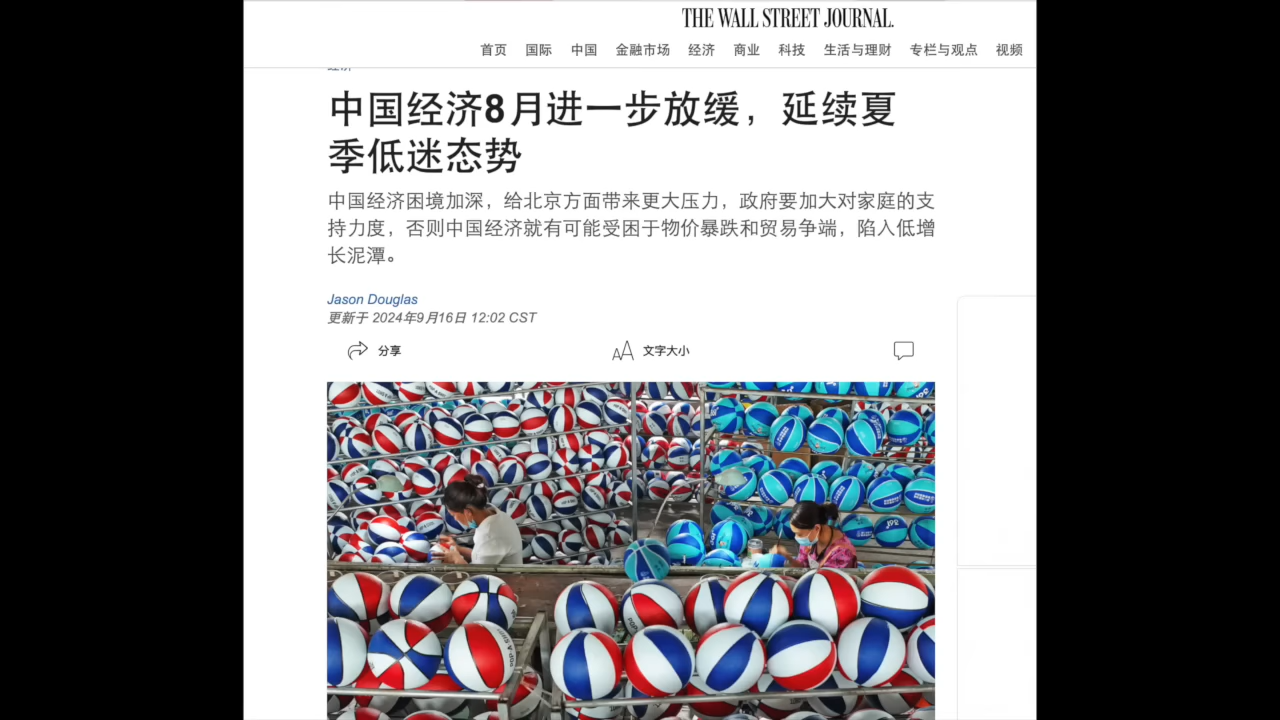 THE WALL STREET JOURNAL.
首页 国际 中国 金融市场 经济 商业 科技 生活与理财 专栏与观点 视频
中国经济8月进一步放缓，延续夏
季低迷态势
中国经济困境加深，给北京方面带来更大压力，政府要加大对家庭的支
持力度，否则中国经济就有可能受困于物价暴跌和贸易争端，陷入低增
长泥潭。
Jason Douglas
更新于 2024年9月16日 12:02 CST
分享 文字大小